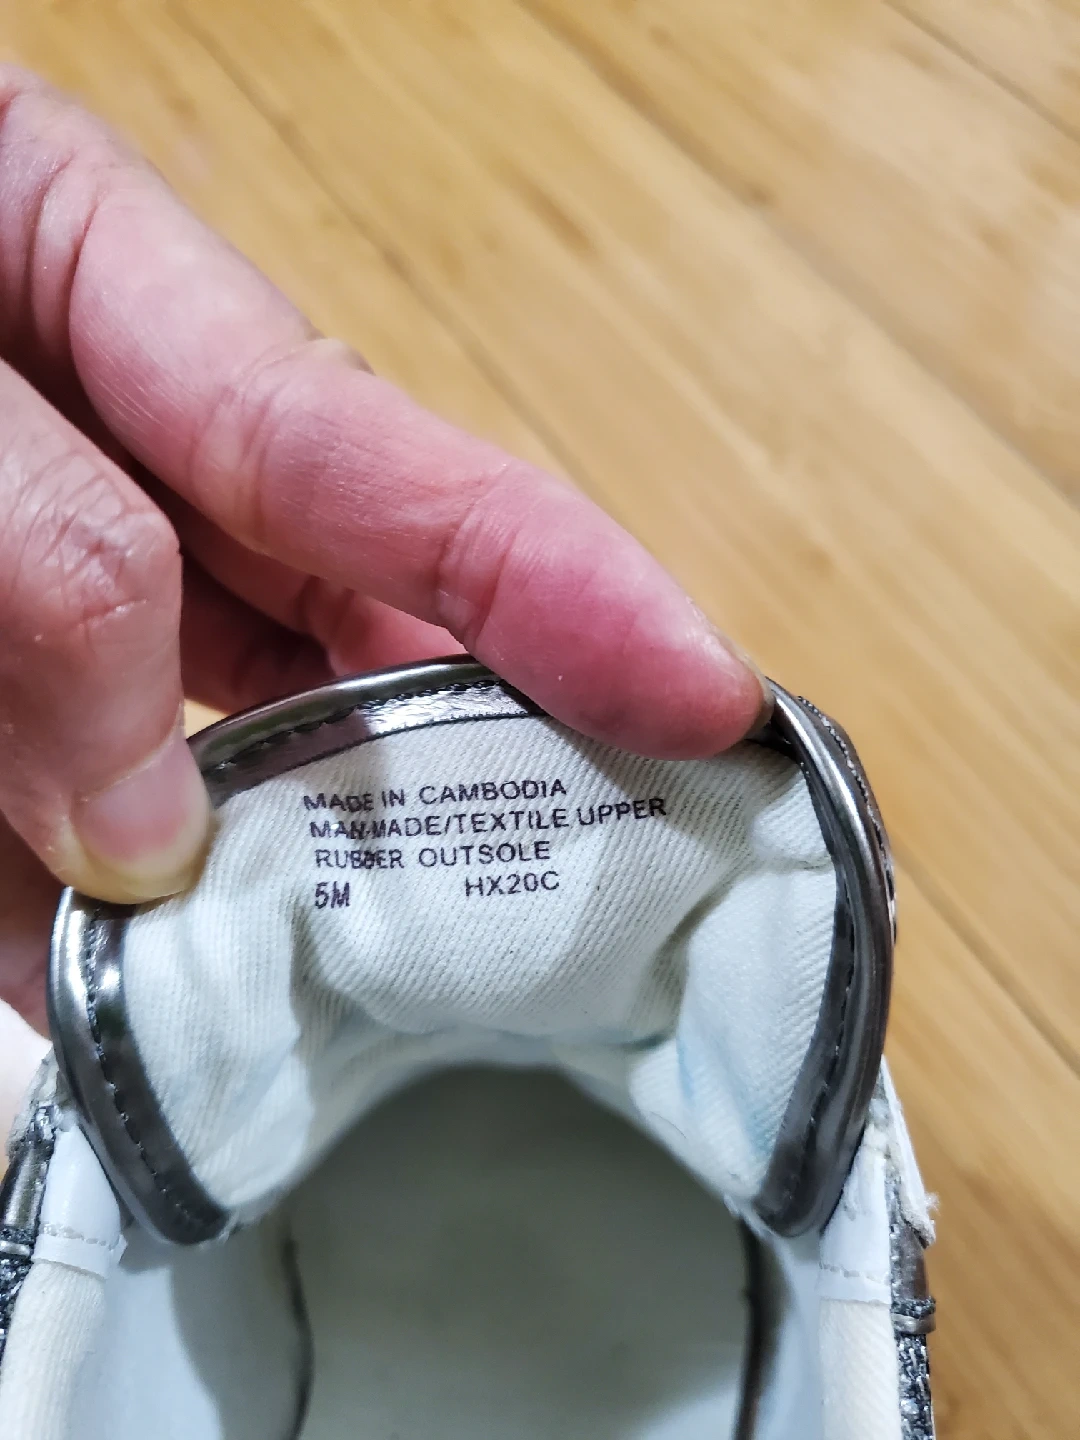 MADE IN CAMBODIA
MAN-MADE/TEXTILE UPPER
RUBBER OUTSOLE
5M HX20C